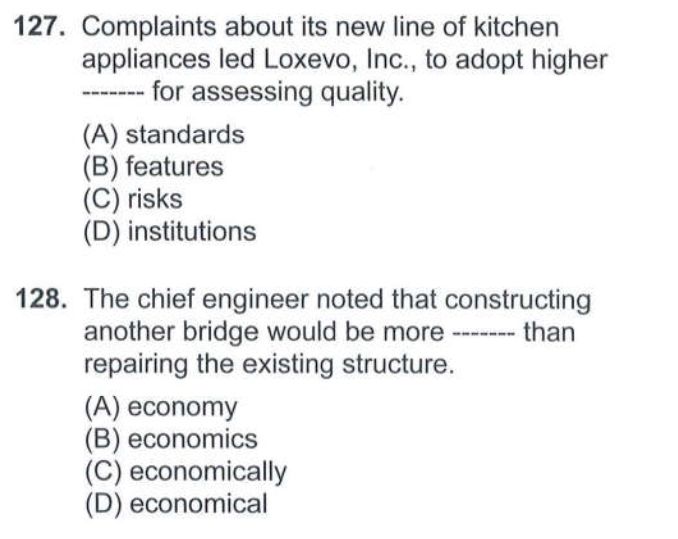 127. Complaints about its new line of kitchen
appliances led Loxevo, Inc., to adopt higher
------- for assessing quality.
(A) standards
(B) features
(C) risks
(D) institutions
128. The chief engineer noted that constructing
another bridge would be more ------- than
repairing the existing structure.
(A) economy
(B) economics
(C) economically
(D) economical